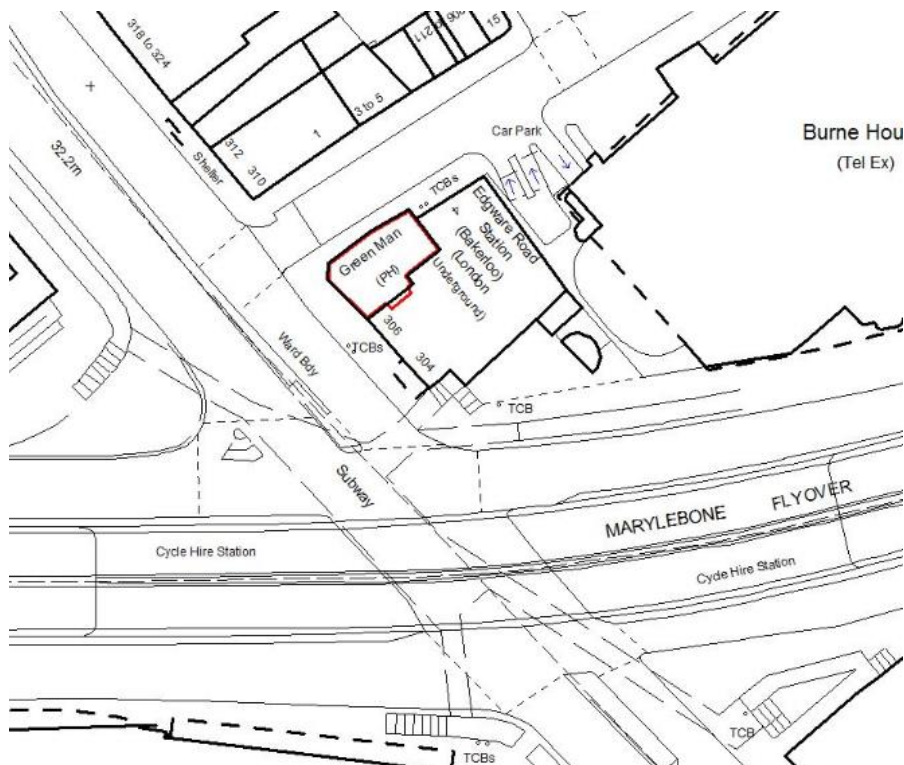 318 to 324
211
15
3 to 5
1
312
310
Shelter
32.2m
Car Park
Burne Hou
(Tel Ex)
TCBs
Green Man
(PH)
4
Edgware Road
Station
(Bakerloo)
(London
Underground)
306
304
TCBs
Ward Bdy
TCB
Subway
MARYLEBONE FLYOVER
Cycle Hire Station
Cycle Hire Station
TCB
TCBs